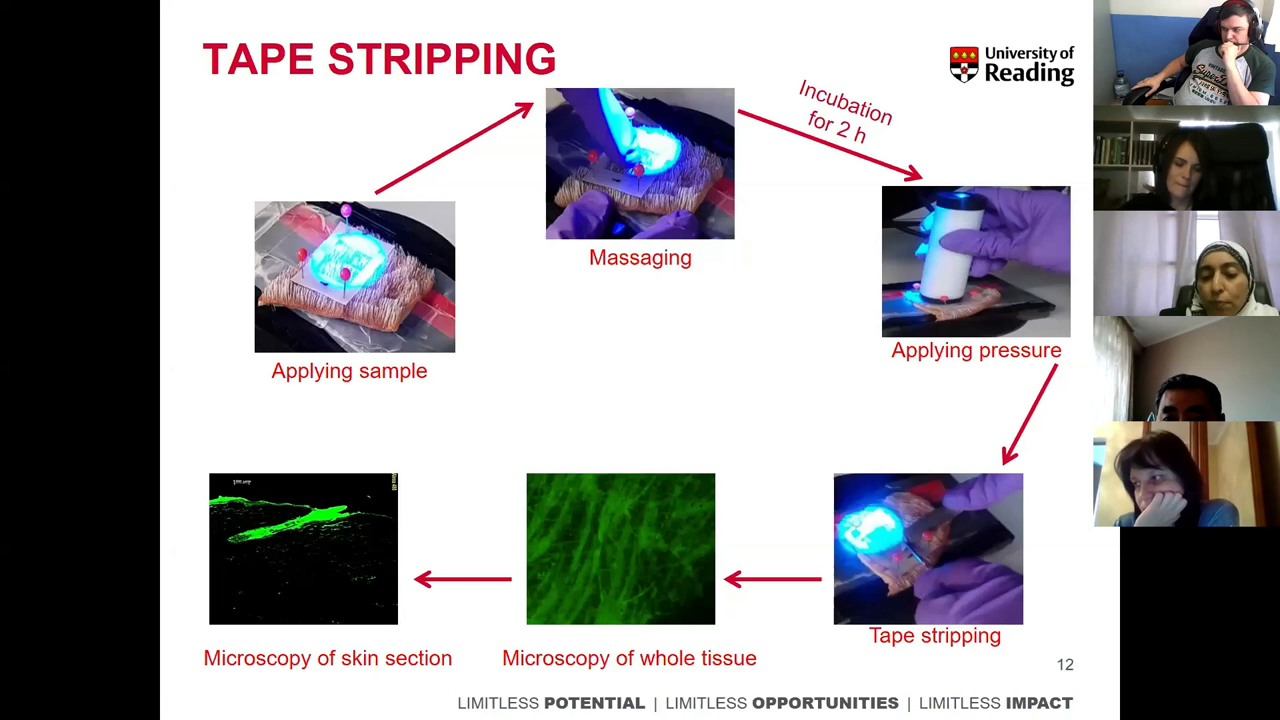 TAPE STRIPPING
University of
Reading
Incubation
for 2 h
Massaging
Applying sample
Applying pressure
Tape stripping
Microscopy of whole tissue
Microscopy of skin section
12
LIMITLESS POTENTIAL | LIMITLESS OPPORTUNITIES | LIMITLESS IMPACT